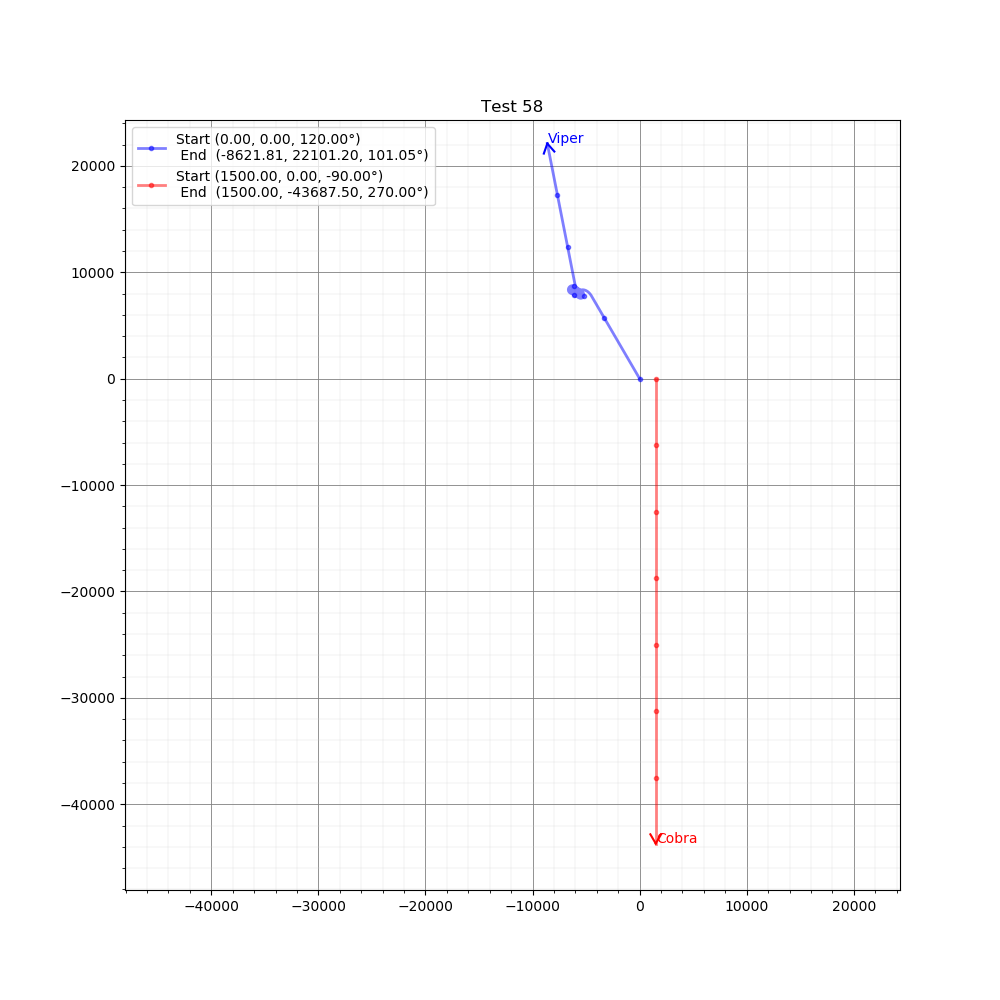 Test 58
Start (0.00, 0.00, 120.00°)
End (-8621.81, 22101.20, 101.05°)
Start (1500.00, 0.00, -90.00°)
End (1500.00, -43687.50, 270.00°)
Viper
20000
10000
0
−10000
−20000
−30000
−40000
Cobra
−40000 −30000 −20000 −10000 0 10000 20000